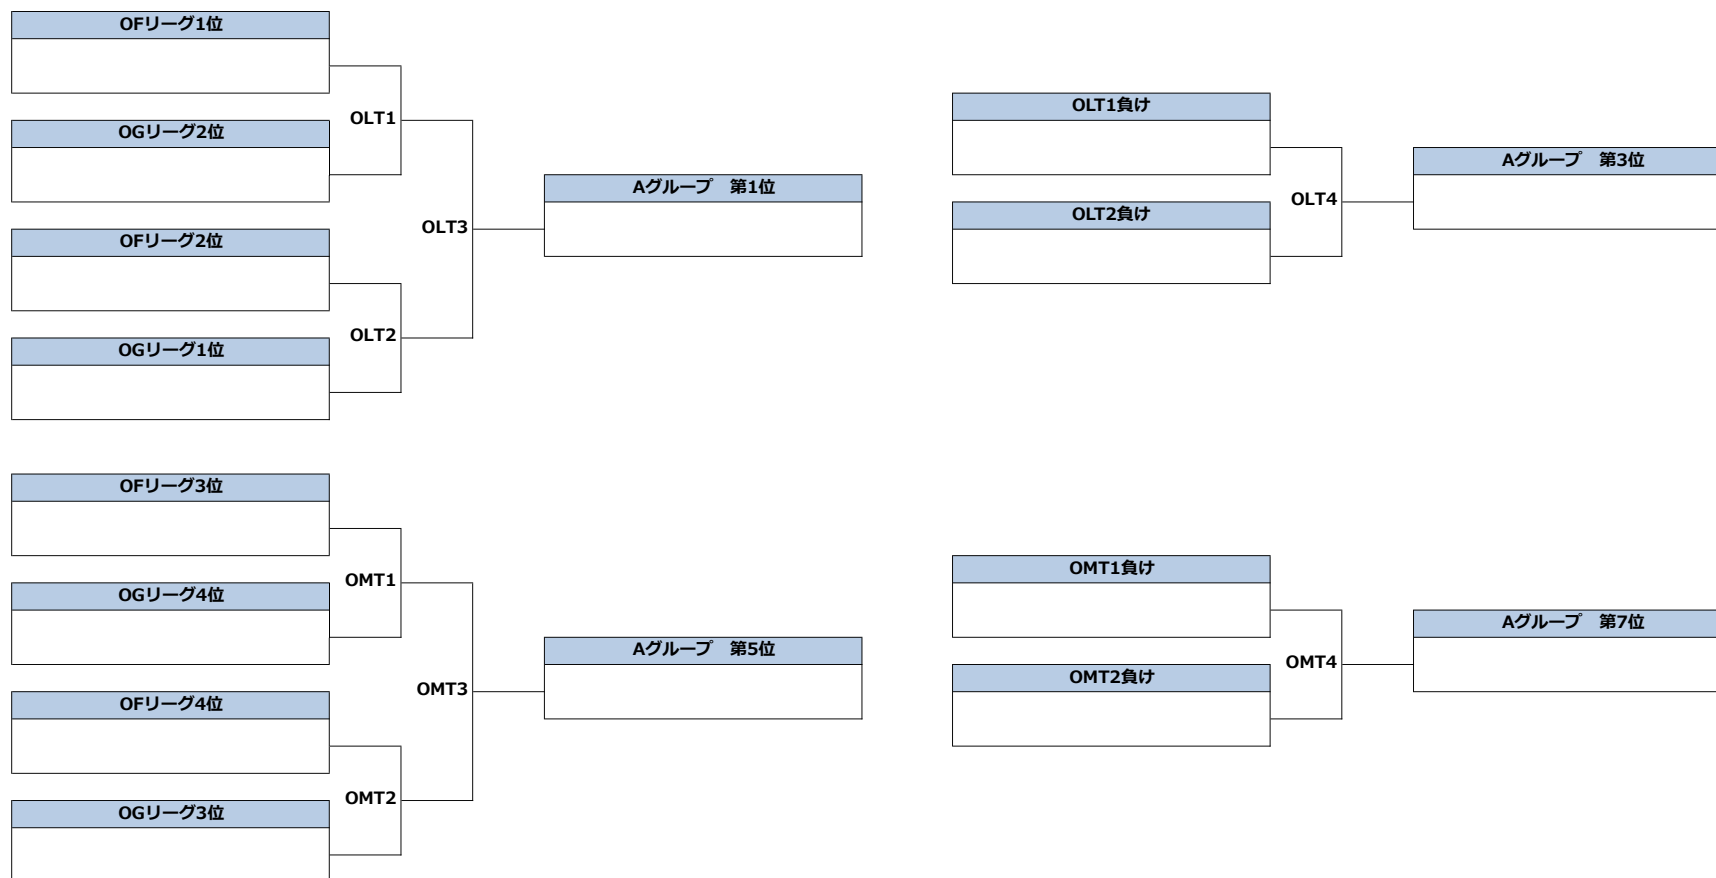 OFリーグ1位
OLT1
OGリーグ2位
OLT3
Aグループ　第1位
OFリーグ2位
OLT2
OGリーグ1位
OLT1負け
OLT4
Aグループ　第3位
OLT2負け
OFリーグ3位
OMT1
OGリーグ4位
OMT3
Aグループ　第5位
OFリーグ4位
OMT2
OGリーグ3位
OMT1負け
OMT4
Aグループ　第7位
OMT2負け